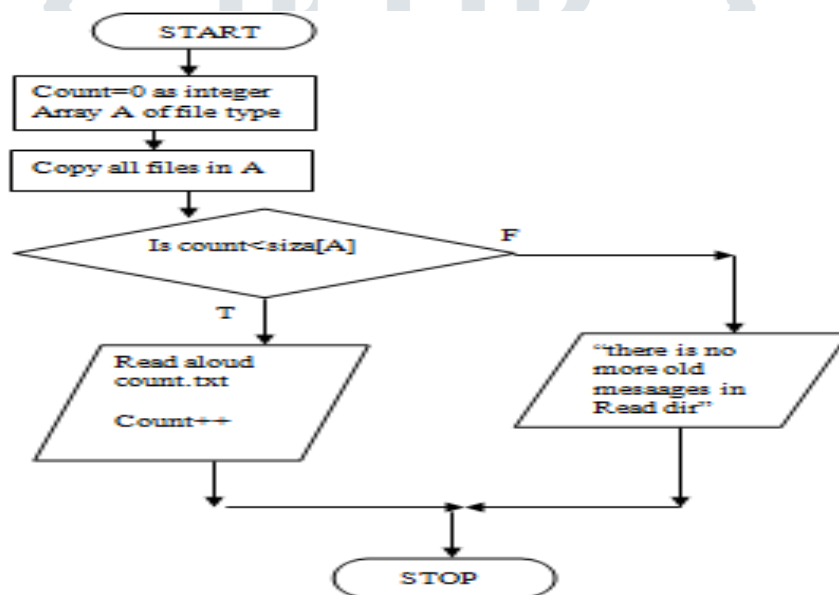 START
Count=0 as integer
Array A of file type
Copy all files in A
Is count<siza[A]
F
T
Read aloud
count.txt
Count++
“there is no
more old
mesaages in
Read dir”
STOP